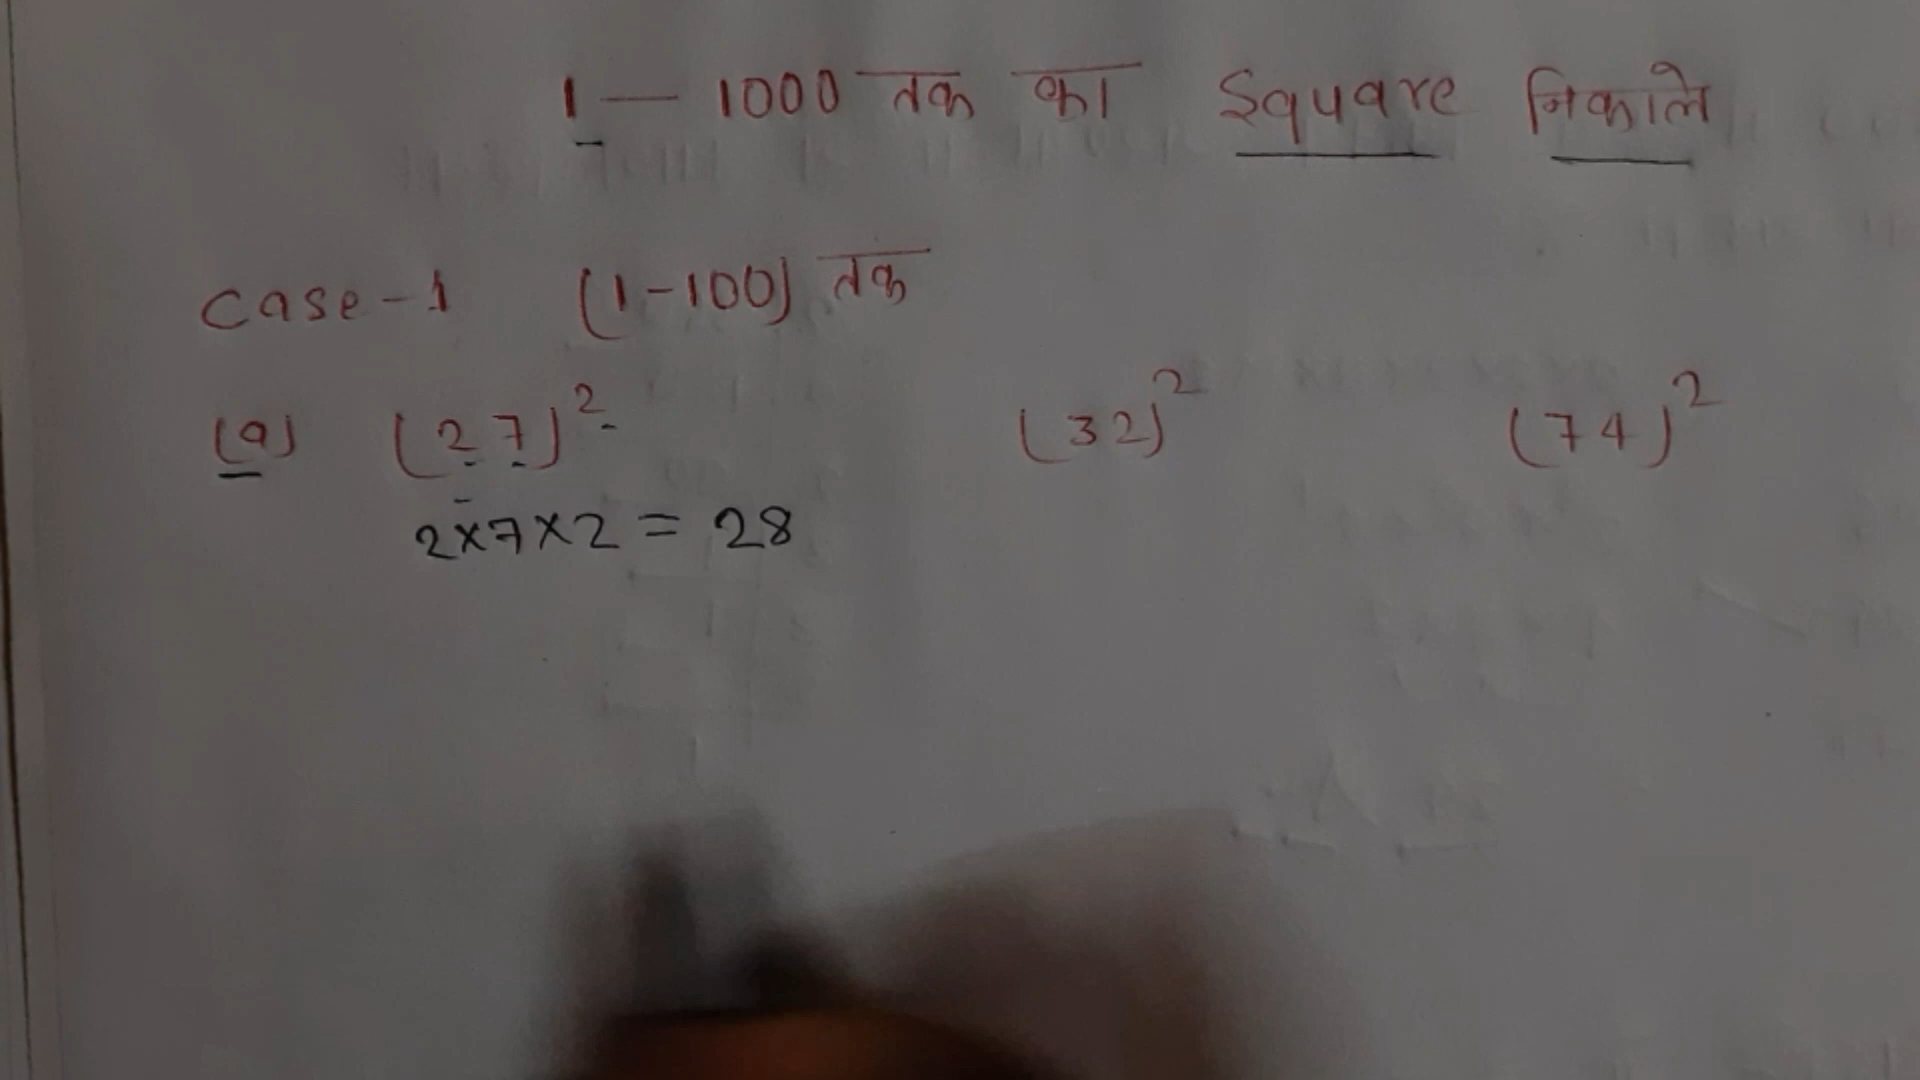 1 — 1000 तक का Square निकाले
Case-1 (1-100) तक
(a) (27)² (32)² (74)²
2×7×2 = 28